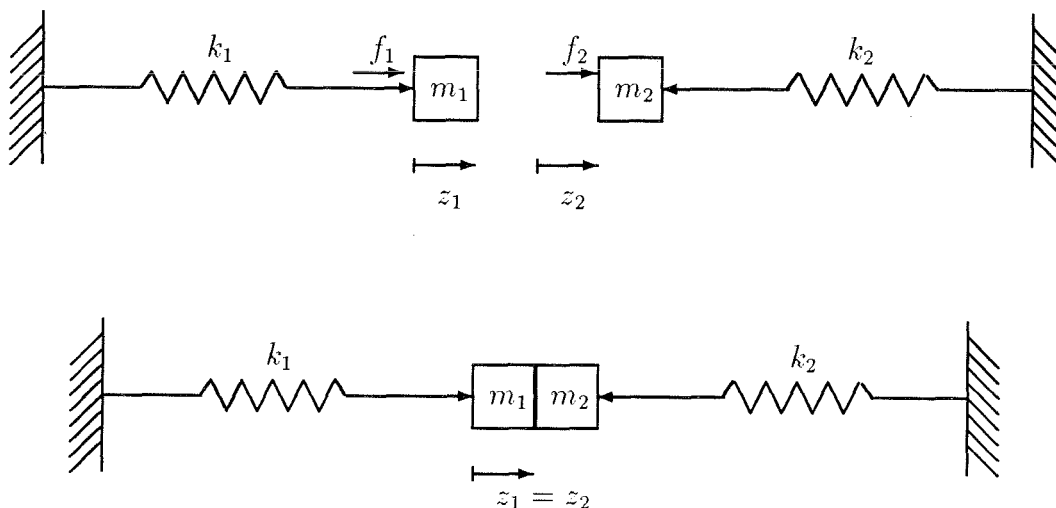 k₁ f₁ m₁ f₂ m₂ k₂
z₁ z₂
k₁ m₁ m₂ k₂
z₁ = z₂